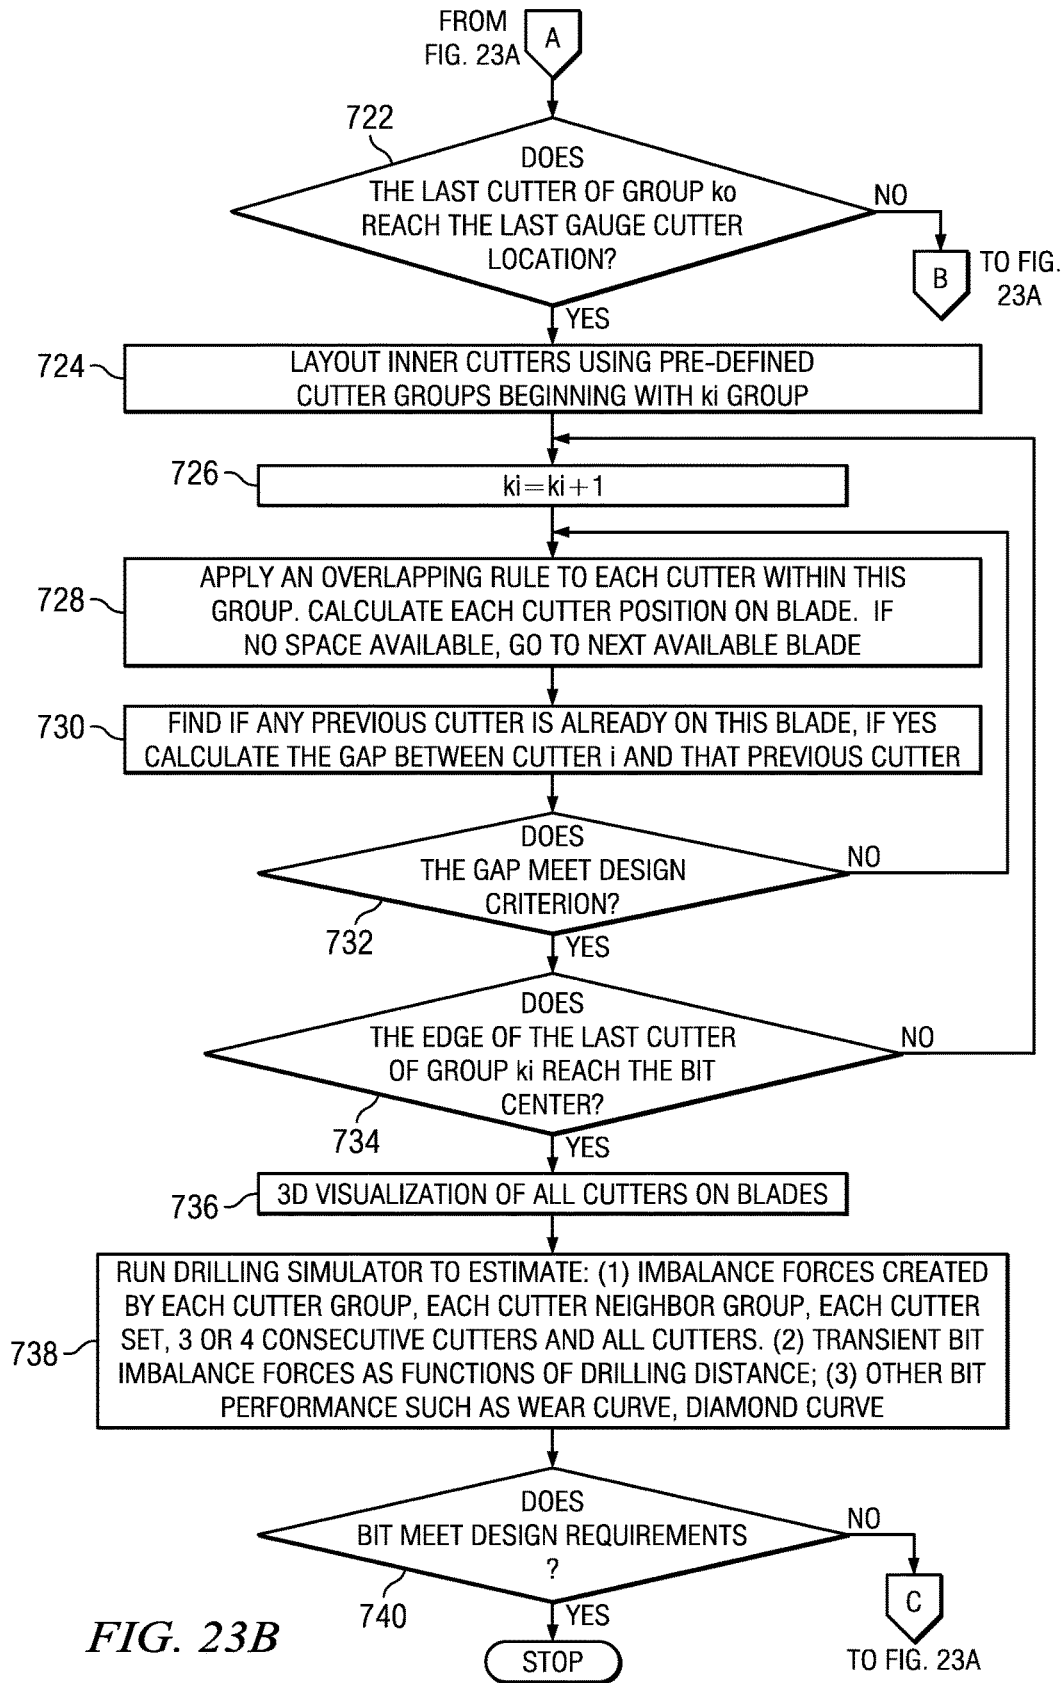 FROM
FIG. 23A
A
722
DOES
THE LAST CUTTER OF GROUP ko
REACH THE LAST GAUGE CUTTER
LOCATION?
NO
B
TO FIG.
23A
YES
724
LAYOUT INNER CUTTERS USING PRE-DEFINED
CUTTER GROUPS BEGINNING WITH ki GROUP
726
ki=ki+1
728
APPLY AN OVERLAPPING RULE TO EACH CUTTER WITHIN THIS
GROUP. CALCULATE EACH CUTTER POSITION ON BLADE. IF
NO SPACE AVAILABLE, GO TO NEXT AVAILABLE BLADE
730
FIND IF ANY PREVIOUS CUTTER IS ALREADY ON THIS BLADE, IF YES
CALCULATE THE GAP BETWEEN CUTTER i AND THAT PREVIOUS CUTTER
DOES
THE GAP MEET DESIGN
CRITERION?
NO
732
YES
DOES
THE EDGE OF THE LAST CUTTER
OF GROUP ki REACH THE BIT
CENTER?
NO
734
YES
736
3D VISUALIZATION OF ALL CUTTERS ON BLADES
738
RUN DRILLING SIMULATOR TO ESTIMATE: (1) IMBALANCE FORCES CREATED
BY EACH CUTTER GROUP, EACH CUTTER NEIGHBOR GROUP, EACH CUTTER
SET, 3 OR 4 CONSECUTIVE CUTTERS AND ALL CUTTERS. (2) TRANSIENT BIT
IMBALANCE FORCES AS FUNCTIONS OF DRILLING DISTANCE; (3) OTHER BIT
PERFORMANCE SUCH AS WEAR CURVE, DIAMOND CURVE
DOES
BIT MEET DESIGN REQUIREMENTS
?
NO
740
YES
C
TO FIG. 23A
STOP
FIG. 23B